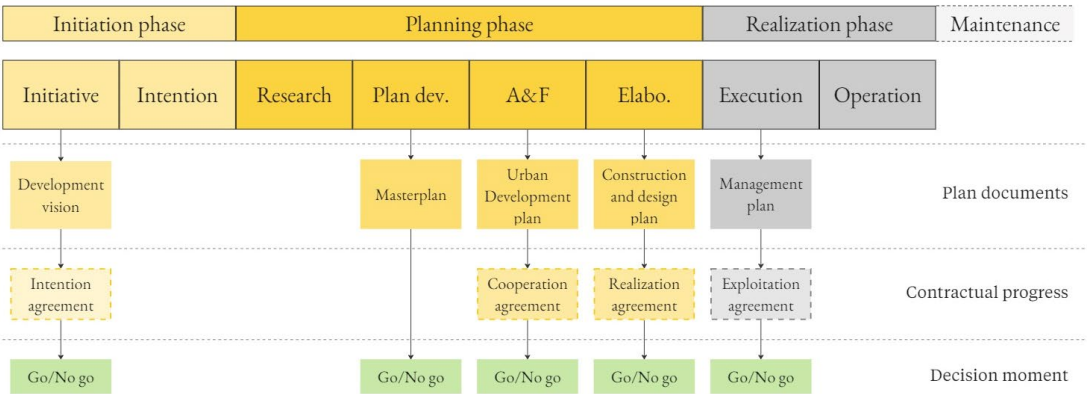 Initiation phase
Planning phase
Realization phase
Maintenance
Initiative
Intention
Research
Plan dev.
A&F
Elabo.
Execution
Operation
Development
vision
Masterplan
Urban
Development
plan
Construction
and design
plan
Management
plan
Plan documents
Intention
agreement
Cooperation
agreement
Realization
agreement
Exploitation
agreement
Contractual progress
Go/No go
Go/No go
Go/No go
Go/No go
Go/No go
Decision moment